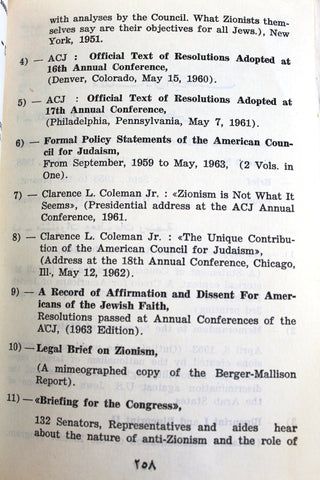 with analyses by the Council. What Zionists them-
selves say are their objectives for all Jews.), New
York, 1951.
4) — ACJ : Official Text of Resolutions Adopted at
16th Annual Conference,
(Denver, Colorado, May 15, 1960).
5) — ACJ : Official Text of Resolutions Adopted at
17th Annual Conference,
(Philadelphia, Pennsylvania, May 7, 1961).
6) — Formal Policy Statements of the American Coun-
cil for Judaism,
From September, 1959 to May, 1963, (2 Vols. in
One).
7) — Clarence L. Coleman Jr. : «Zionism is Not What It
Seems», (Presidential address at the ACJ Annual
Conference, 1961.
8) — Clarence L. Coleman Jr. : «The Unique Contribu-
tion of the American Council for Judaism»,
(Address at the 18th Annual Conference, Chicago,
Ill., May 12, 1962).
9) — A Record of Affirmation and Dissent For Amer-
icans of the Jewish Faith,
Resolutions passed at Annual Conferences of the
ACJ, (1963 Edition).
10) — Legal Brief on Zionism,
(A mimeographed copy of the Berger-Mallison
Report).
11) — «Briefing for the Congress»,
132 Senators, Representatives and aides hear
about the nature of anti-Zionism and the role of
٢٥٨